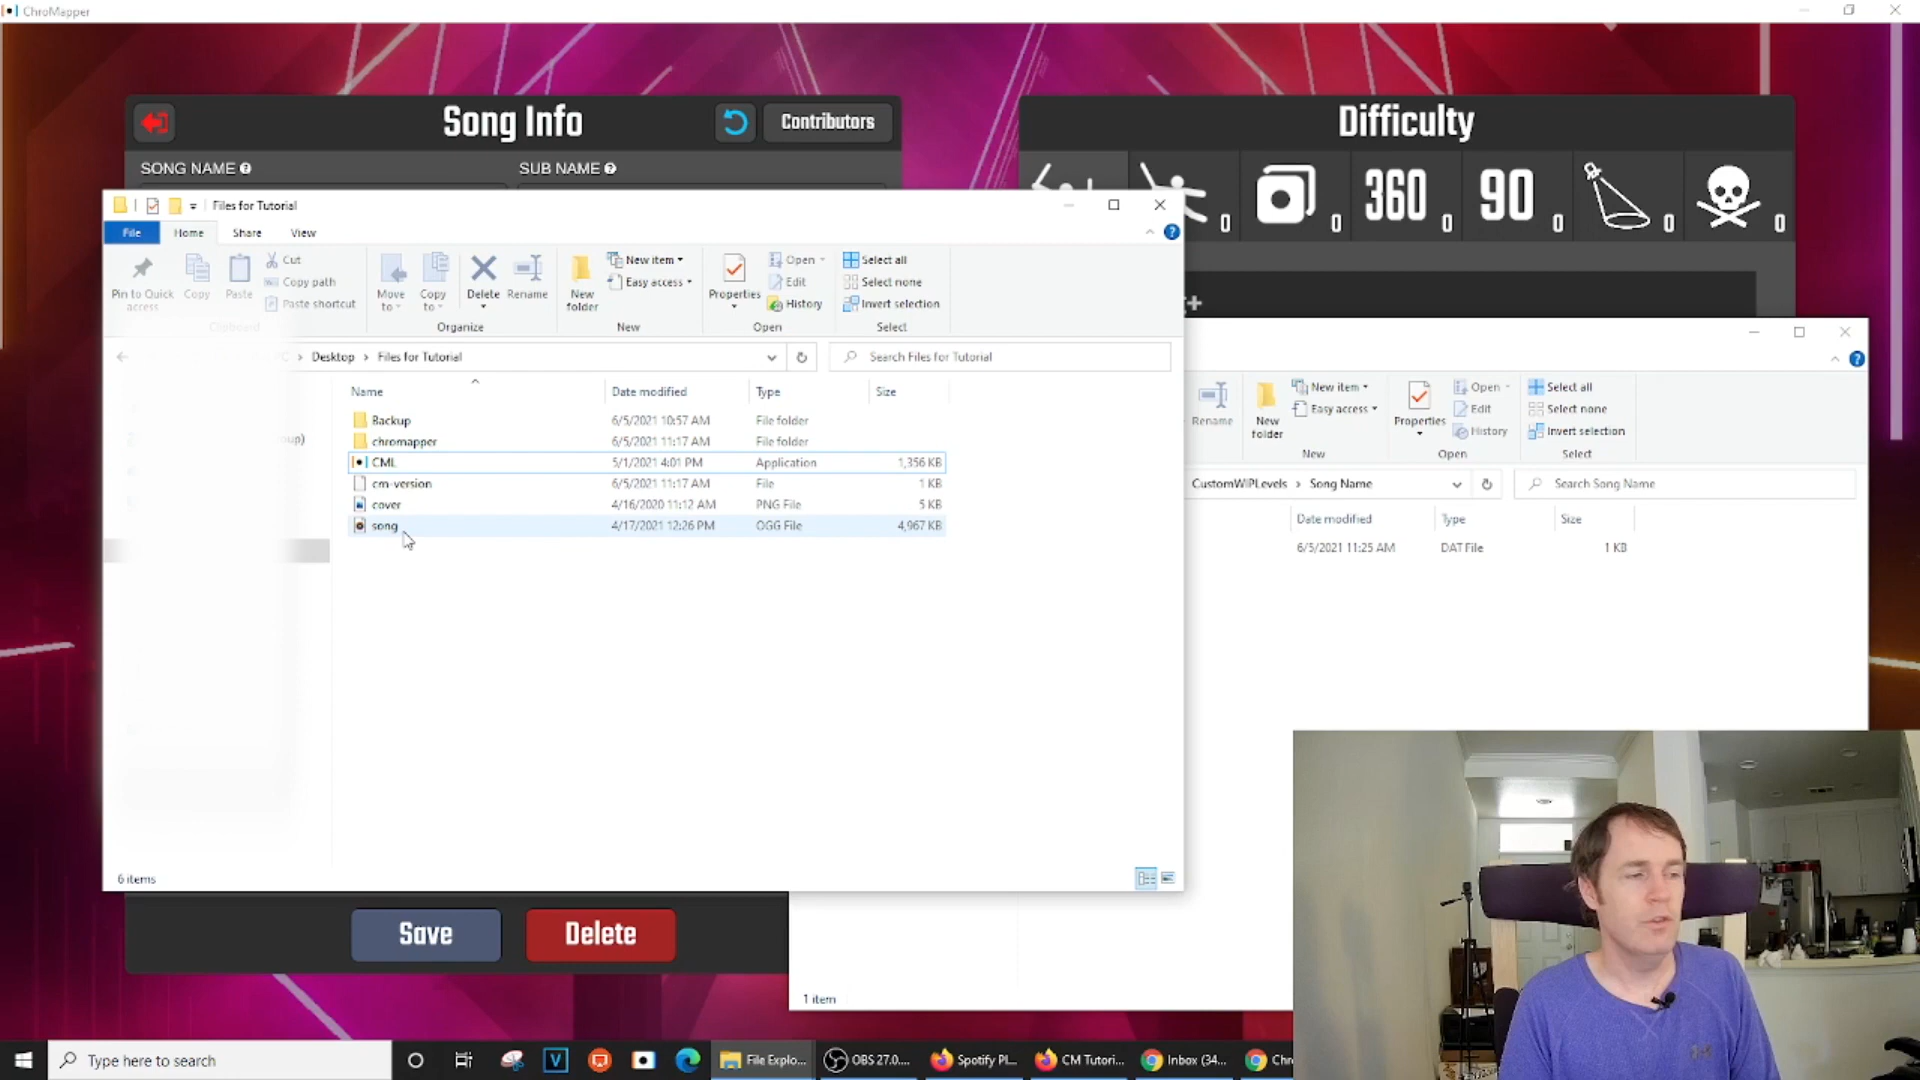 ChroMapper
Song Info
Contributors
Difficulty
SONG NAME
SUB NAME
0
0
360 0
90 0
0
0
Files for Tutorial
File
Home
Share
View
Pin to Quick access
Copy
Paste
Cut
Copy path
Paste shortcut
Clipboard
Move to
Copy to
Delete
Rename
Organize
New folder
New item
Easy access
New
Properties
Open
Edit
History
Open
Select all
Select none
Invert selection
Select
Desktop > Files for Tutorial
Search Files for Tutorial
Name Date modified Type Size
Backup 6/5/2021 10:57 AM File folder
chromapper 6/5/2021 11:17 AM File folder
CML 5/1/2021 4:01 PM Application 1,356 KB
cm-version 6/5/2021 11:17 AM File 1 KB
cover 4/16/2020 11:12 AM PNG File 5 KB
song 4/17/2021 12:26 PM OGG File 4,967 KB
6 items
Rename
New folder
New item
Easy access
New
Properties
Open
Edit
History
Open
Select all
Select none
Invert selection
Select
CustomWIPLevels > Song Name
Search Song Name
Date modified Type Size
6/5/2021 11:25 AM DAT File 1 KB
1 item
Save
Delete
Type here to search
V
File Explo...
OBS 27.0....
Spotify Pl...
CM Tutori...
Inbox (34...
Chr